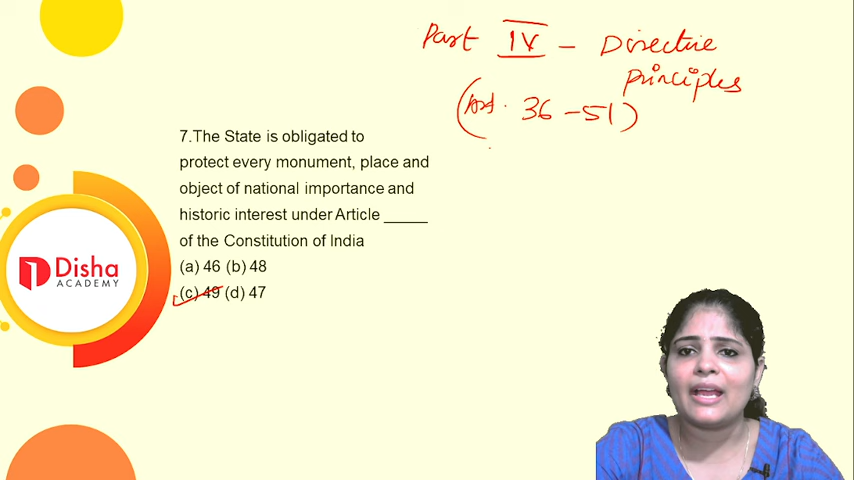 Part IV - Directive
principles
(Art. 36-51)
7.The State is obligated to
protect every monument, place and
object of national importance and
historic interest under Article _____
of the Constitution of India
(a) 46 (b) 48
(c) 49 (d) 47
Disha
ACADEMY